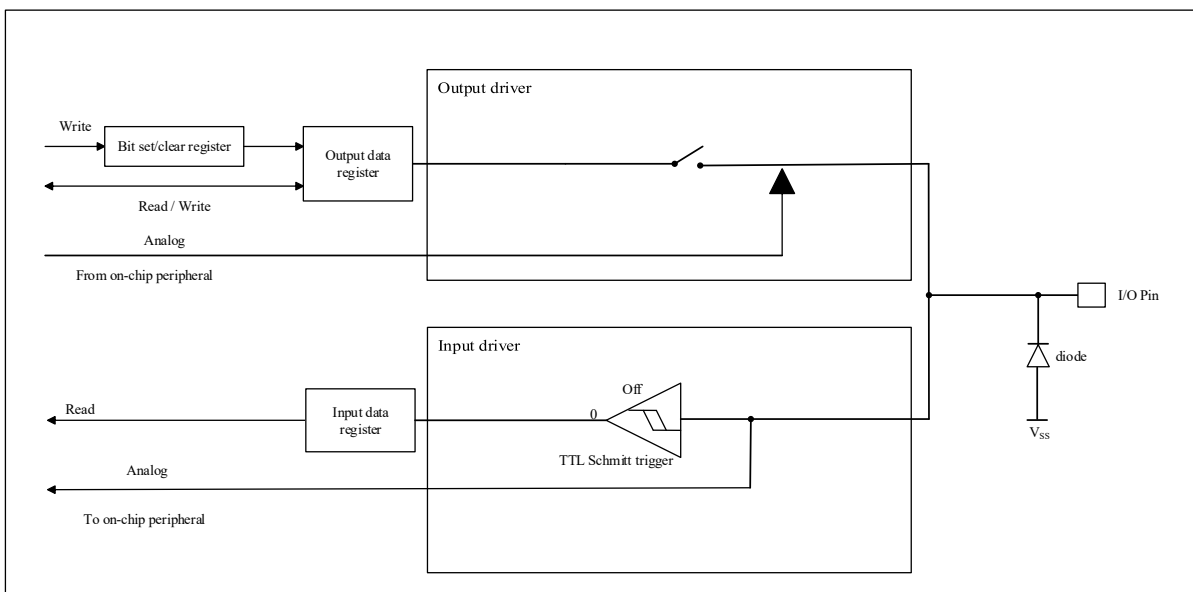 Output driver
Write
Bit set/clear register
Output data
register
Read / Write
Analog
From on-chip peripheral
I/O Pin
Input driver
diode
Off
Read
Input data
register
0
TTL Schmitt trigger
VSS
Analog
To on-chip peripheral